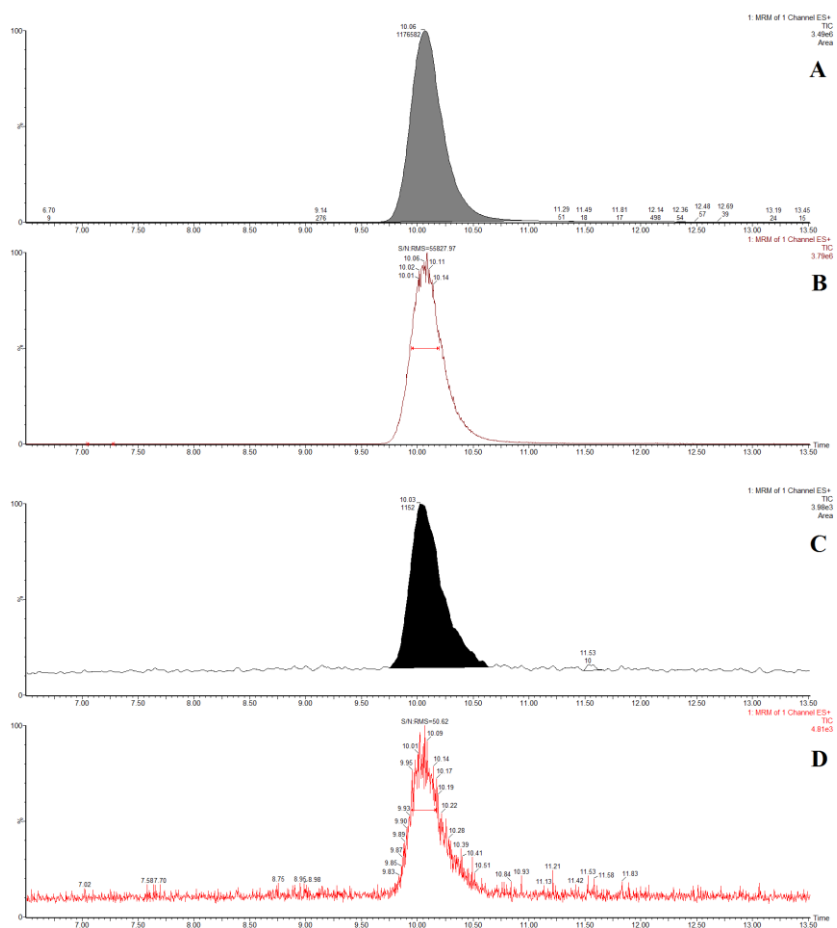 1: MRM of 1 Channel ES+
TIC
3.49e6
Area
A
100
%
0
10.06
1176582
6.70
9
9.14
276
11.29
51
11.49
18
11.81
17
12.14
498
12.36
54
12.48
57
12.69
39
13.19
24
13.45
15
7.00 7.50 8.00 8.50 9.00 9.50 10.00 10.50 11.00 11.50 12.00 12.50 13.00 13.50
1: MRM of 1 Channel ES+
TIC
3.79e6
B
100
%
0
S/N:RMS=55827.97
10.06
10.11
10.02
10.01
10.14
Time
7.00 7.50 8.00 8.50 9.00 9.50 10.00 10.50 11.00 11.50 12.00 12.50 13.00 13.50
1: MRM of 1 Channel ES+
TIC
3.98e3
Area
C
100
%
0
10.03
1152
11.53
10
7.00 7.50 8.00 8.50 9.00 9.50 10.00 10.50 11.00 11.50 12.00 12.50 13.00 13.50
1: MRM of 1 Channel ES+
TIC
4.81e3
D
100
%
0
S/N:RMS=50.62
10.09
10.01
9.95
10.14
10.17
10.19
9.93
10.22
9.90
9.89
10.28
9.87
10.39
9.85
10.41
9.83
10.51
7.02
7.58
7.70
8.75
8.95
8.98
10.84
10.93
11.13
11.21
11.42
11.53
11.58
11.83
Time
7.00 7.50 8.00 8.50 9.00 9.50 10.00 10.50 11.00 11.50 12.00 12.50 13.00 13.50